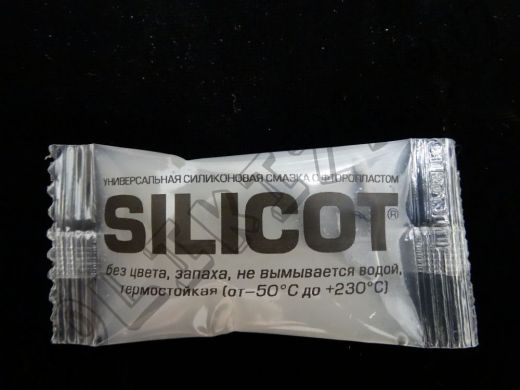 УНИВЕРСАЛЬНАЯ СИЛИКОНОВАЯ СМАЗКА С ФТОРОПЛАСТОМ
SILICOT®
без цвета, запаха, не вымывается водой,
термостойкая (от-50°C до +230°C)